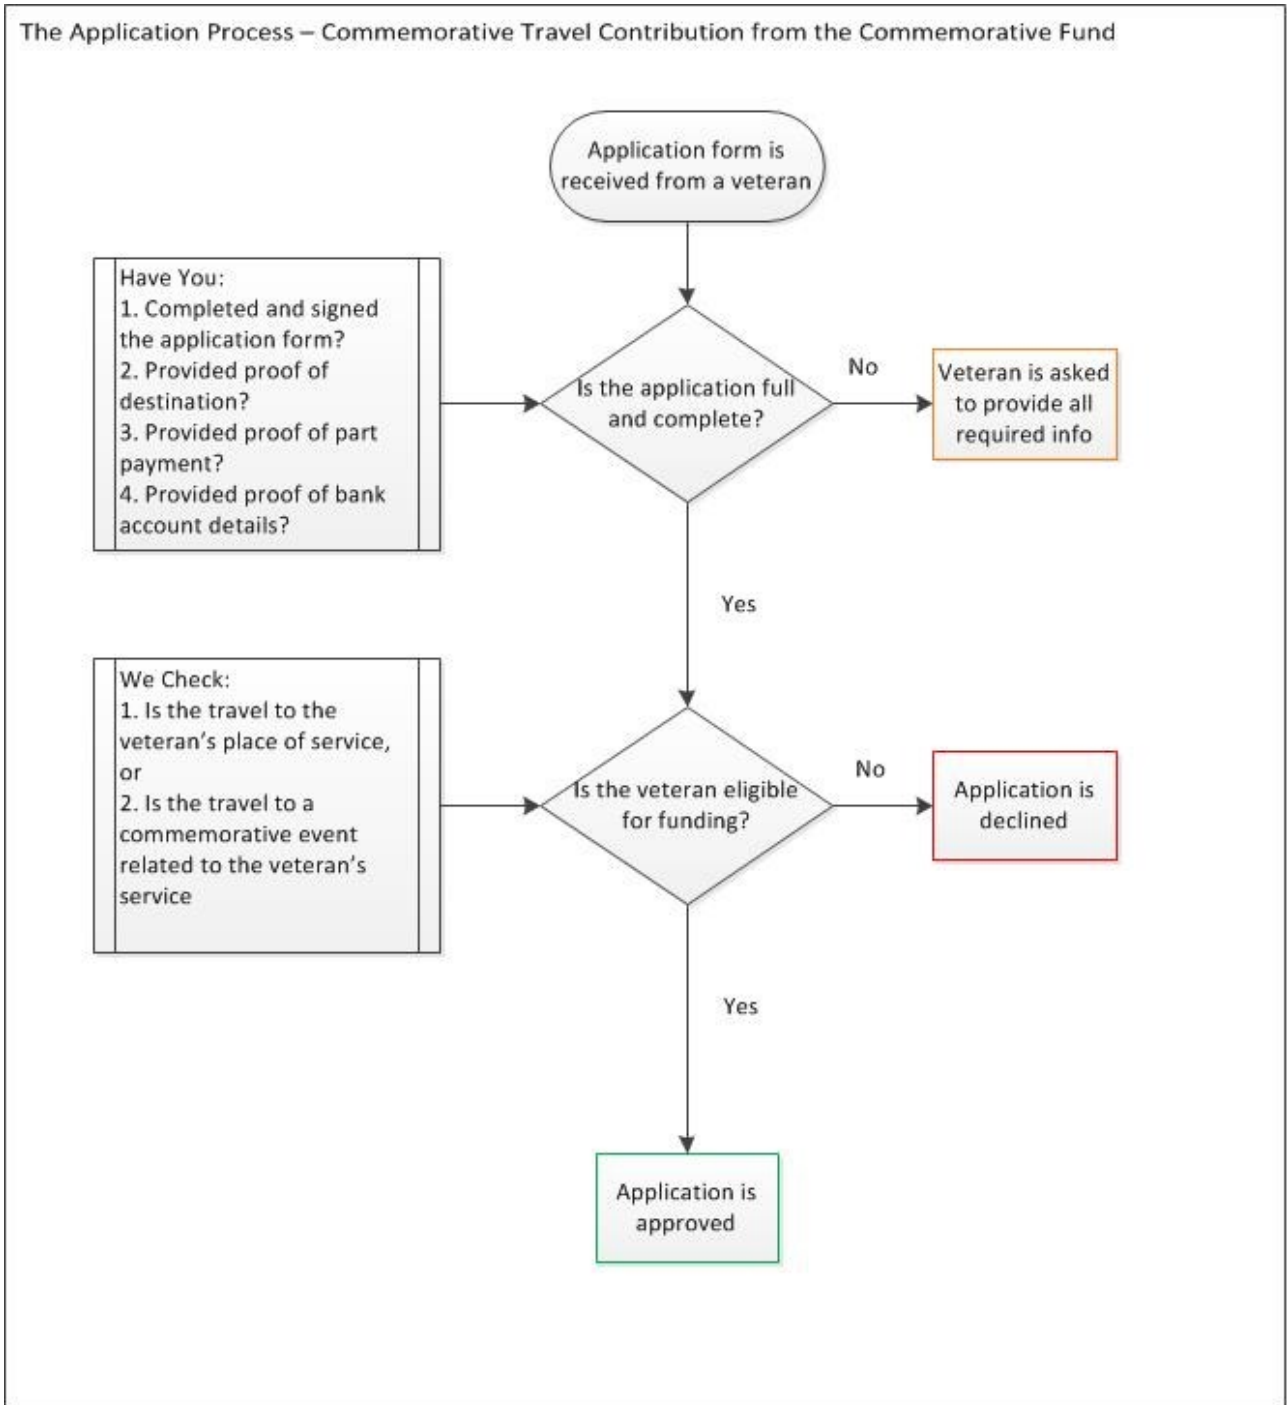 The Application Process – Commemorative Travel Contribution from the Commemorative Fund
Application form is
received from a veteran
Have You:
1. Completed and signed
the application form?
2. Provided proof of
destination?
3. Provided proof of part
payment?
4. Provided proof of bank
account details?
Is the application full
and complete?
No
Veteran is asked
to provide all
required info
Yes
We Check:
1. Is the travel to the
veteran’s place of service,
or
2. Is the travel to a
commemorative event
related to the veteran’s
service
Is the veteran eligible
for funding?
No
Application is
declined
Yes
Application is
approved